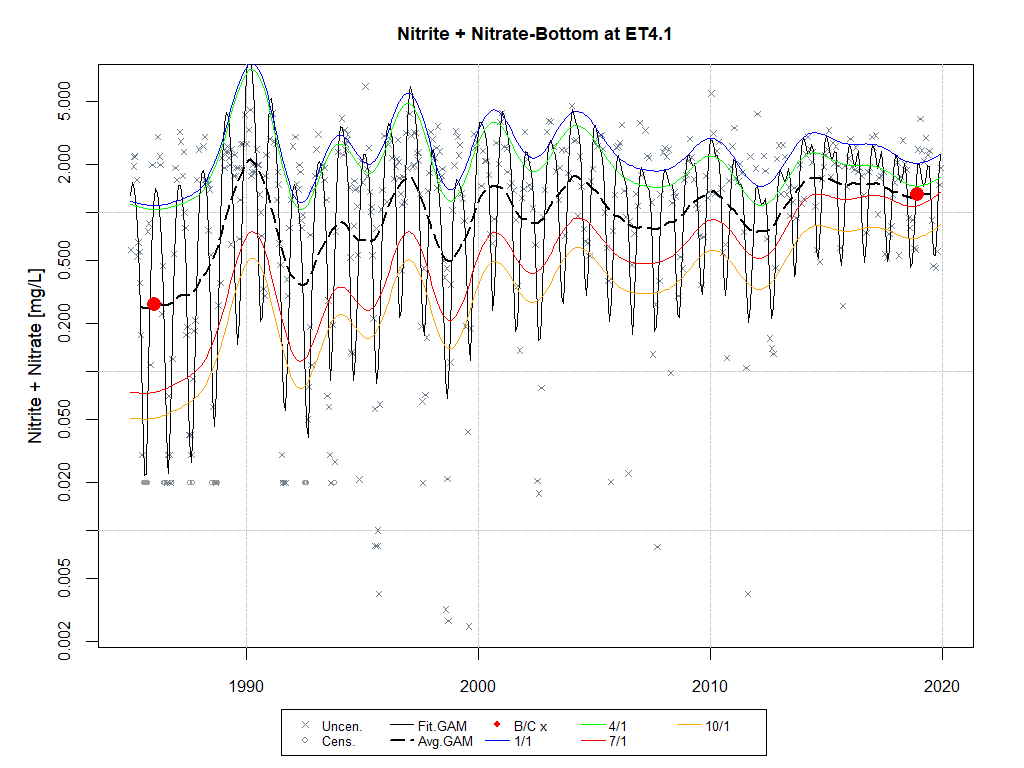 Nitrite + Nitrate-Bottom at ET4.1
Nitrite + Nitrate [mg/L]
5.000
2.000
0.500
0.200
0.050
0.020
0.005
0.002
1990 2000 2010 2020
Uncen. Fit.GAM B/C x 4/1 10/1
Cens. Avg.GAM 1/1 7/1